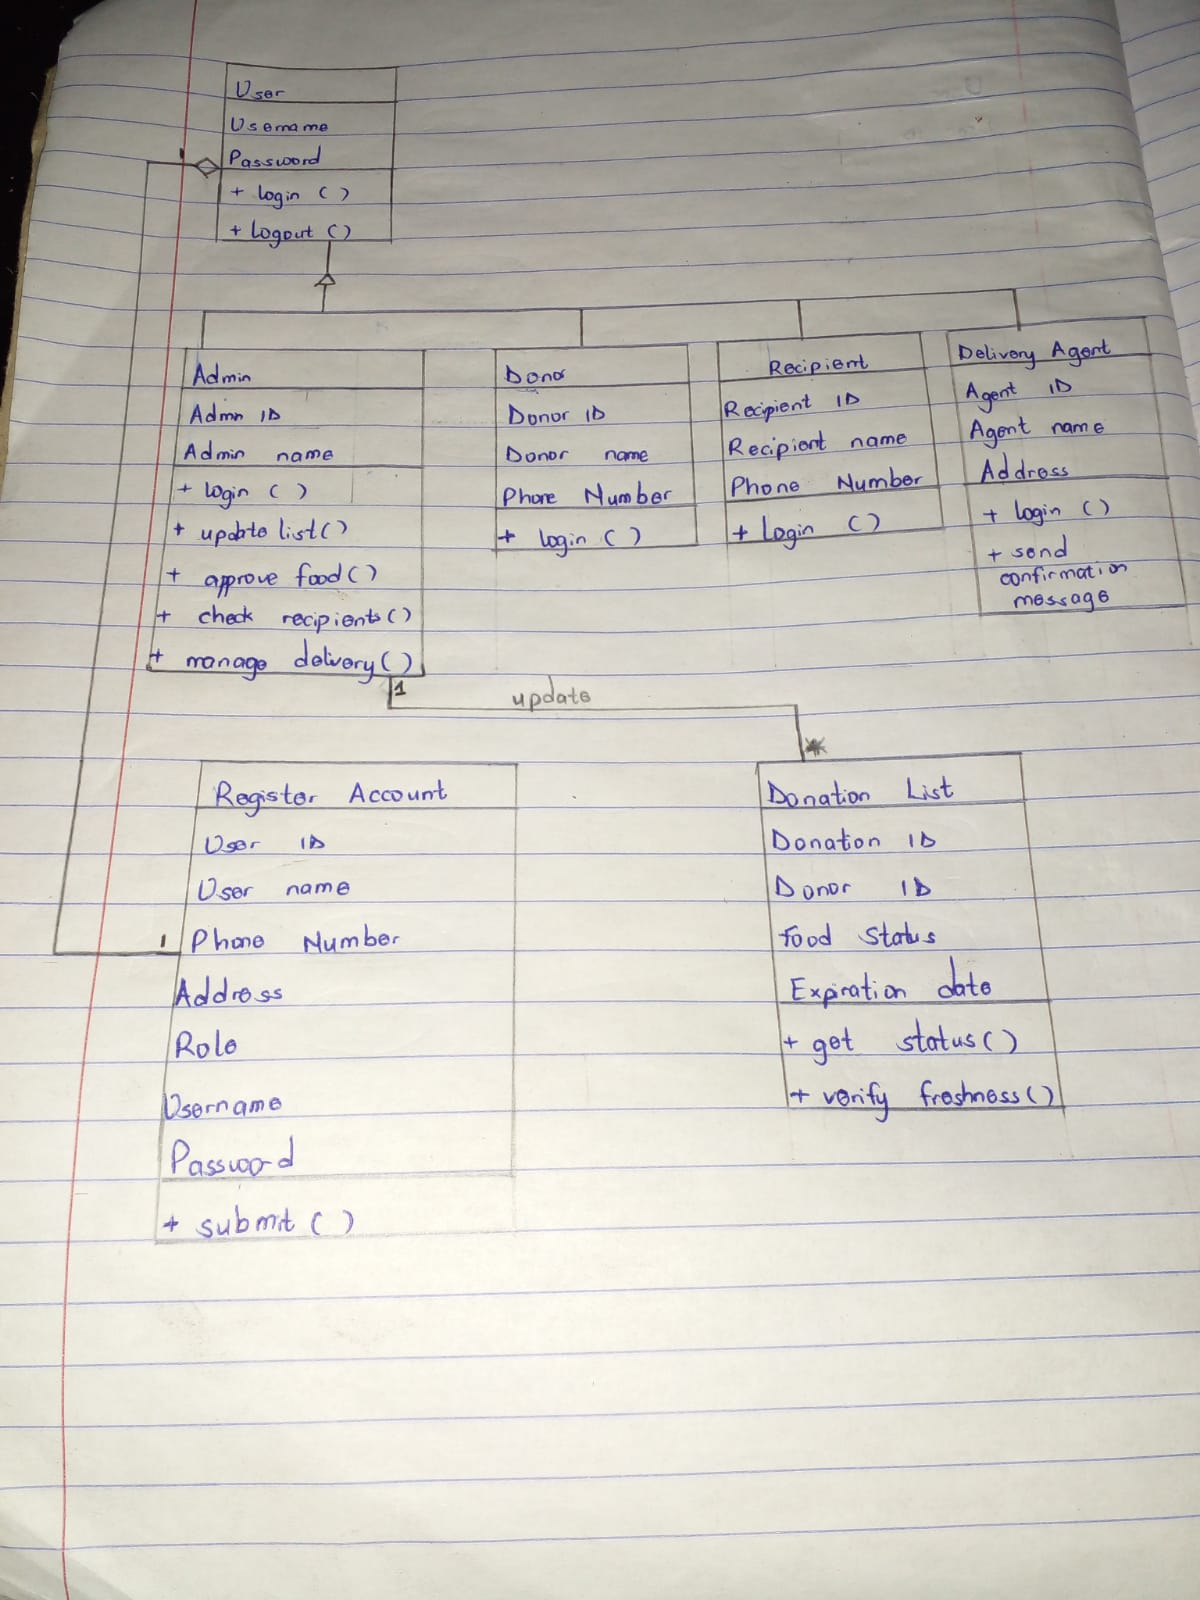 User
Username
Password
+ login ( )
+ Logout ( )
1
Admin
Admn ID
Admin name
+ login ( )
+ update list ( )
+ approve food ( )
+ check recipients ( )
+ manage delivery ( )
Donor
Donor ID
Donor name
Phone Number
+ login ( )
Recipient
Recipient ID
Recipient name
Phone Number
+ Login ( )
Delivery Agent
Agent ID
Agent name
Address
+ login ( )
+ send
confirmation
message
1
update
*
Register Account
User ID
User name
1 Phone Number
Address
Role
Username
Password
+ submit ( )
Donation List
Donation ID
Donor ID
Food Status
Expiration date
+ get status ( )
+ verify freshness ( )